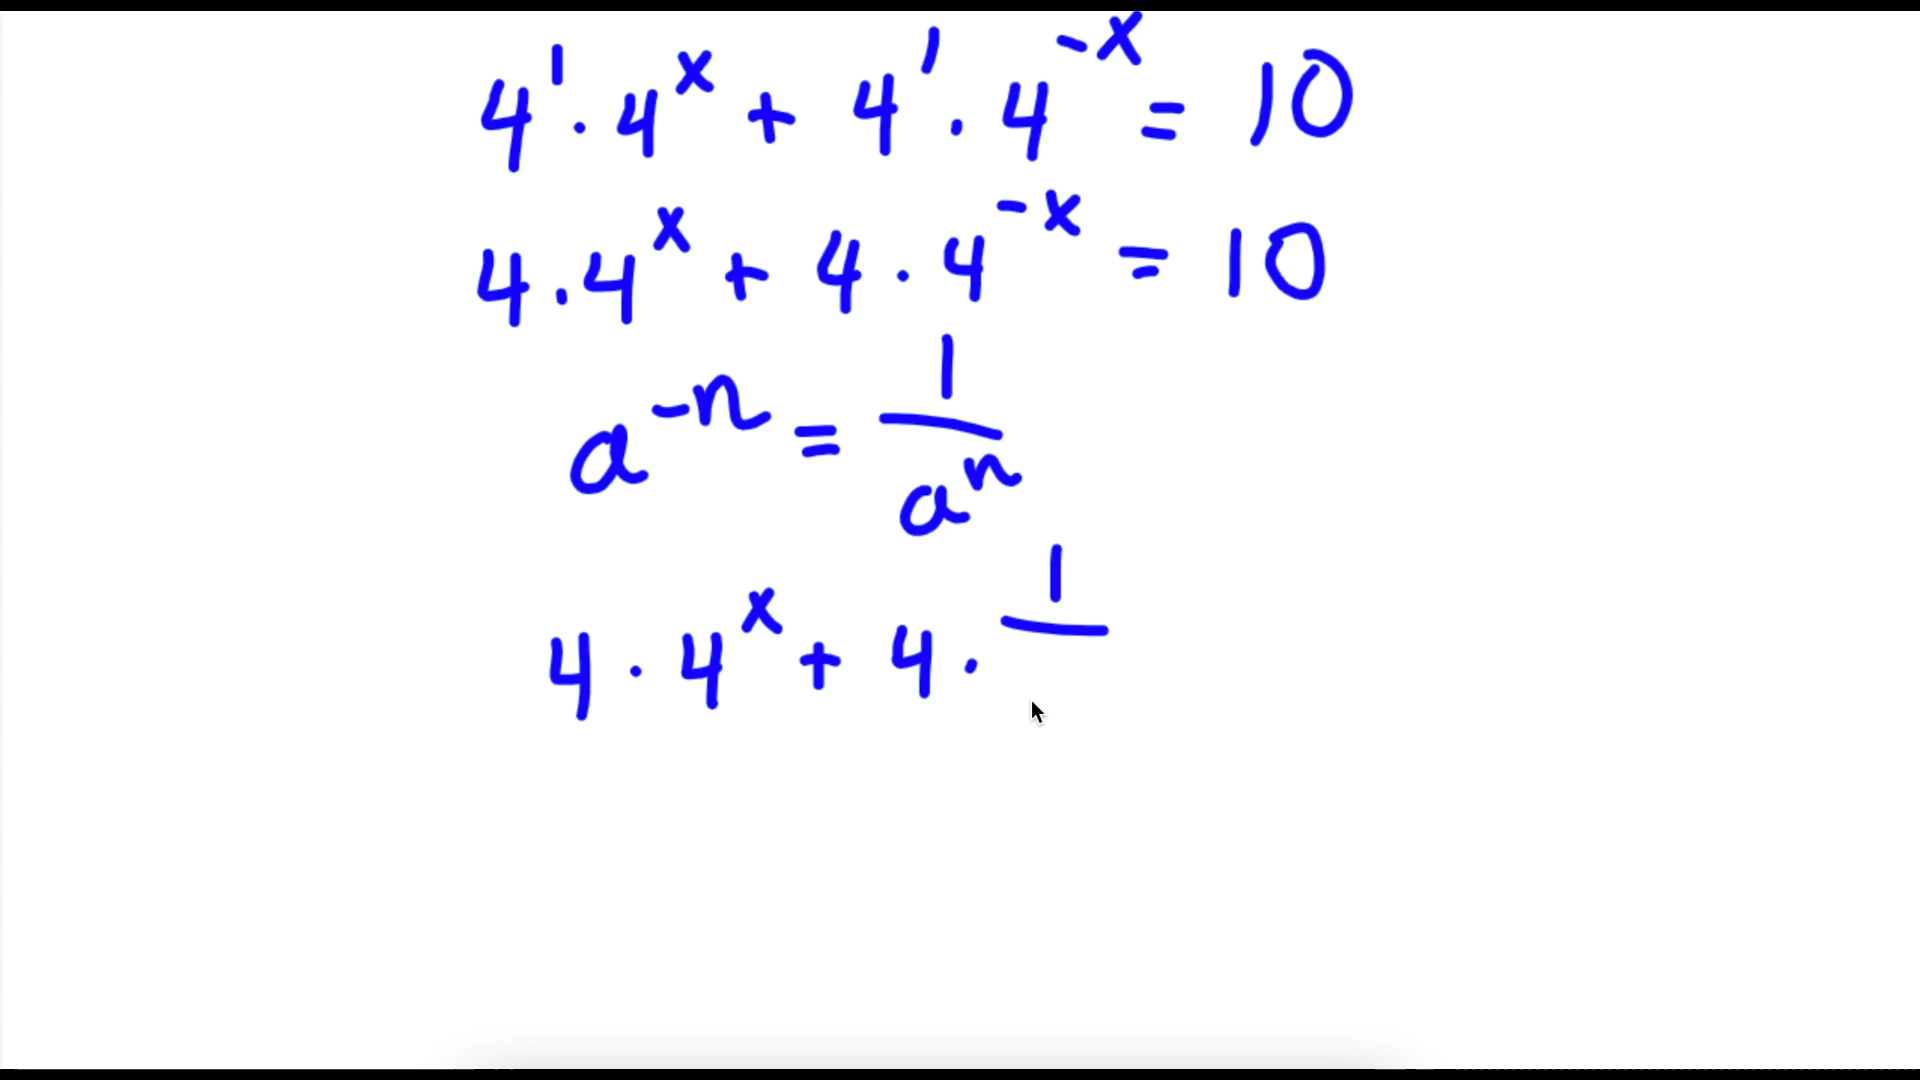 4¹ · 4ˣ + 4¹ · 4⁻ˣ = 10
4 · 4ˣ + 4 · 4⁻ˣ = 10
a⁻ⁿ = 1/aⁿ
4 · 4ˣ + 4 · 1/